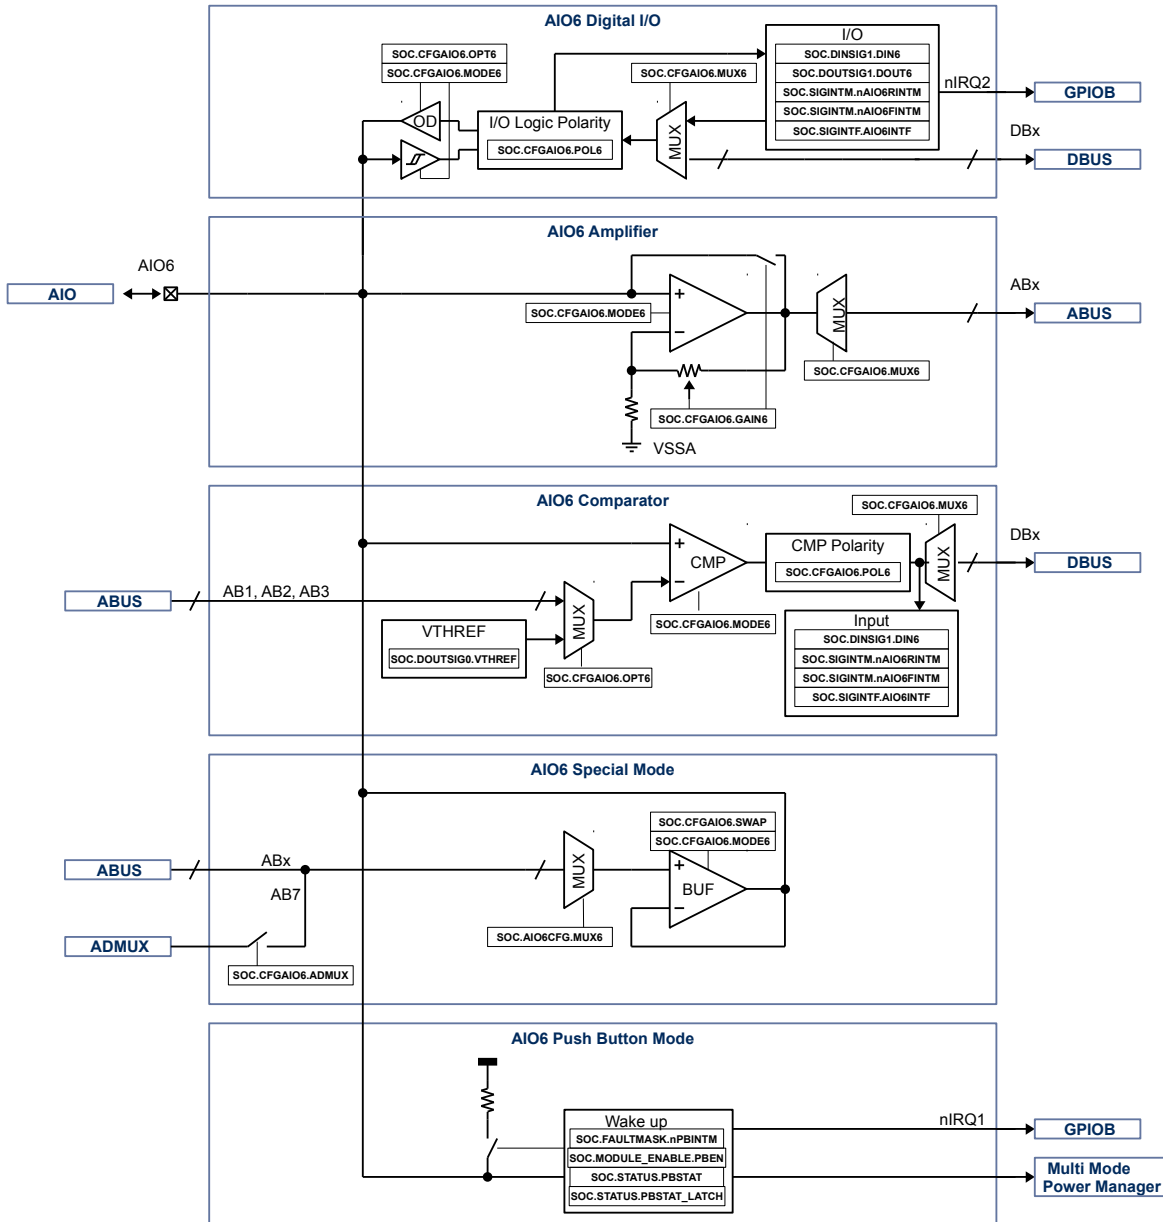 AIO6 Digital I/O
SOC.CFGAIO6.OPT6
SOC.CFGAIO6.MODE6
OD
I/O Logic Polarity
SOC.CFGAIO6.POL6
SOC.CFGAIO6.MUX6
MUX
I/O
SOC.DINSIG1.DIN6
SOC.DOUTSIG1.DOUT6
SOC.SIGINTM.nAIO6RINTM
SOC.SIGINTM.nAIO6FINTM
SOC.SIGINTF.AIO6INTF
nIRQ2
GPIOB
DBx
DBUS
AIO6 Amplifier
AIO
AIO6
SOC.CFGAIO6.MODE6
+
−
MUX
SOC.CFGAIO6.MUX6
SOC.CFGAIO6.GAIN6
VSSA
ABx
ABUS
AIO6 Comparator
ABUS
AB1, AB2, AB3
VTHREF
SOC.DOUTSIG0.VTHREF
MUX
SOC.CFGAIO6.OPT6
+
−
CMP
SOC.CFGAIO6.MODE6
CMP Polarity
SOC.CFGAIO6.POL6
SOC.CFGAIO6.MUX6
MUX
DBx
DBUS
Input
SOC.DINSIG1.DIN6
SOC.SIGINTM.nAIO6RINTM
SOC.SIGINTM.nAIO6FINTM
SOC.SIGINTF.AIO6INTF
AIO6 Special Mode
ABUS
ABx
AB7
ADMUX
SOC.CFGAIO6.ADMUX
MUX
SOC.AIO6CFG.MUX6
SOC.CFGAIO6.SWAP
SOC.CFGAIO6.MODE6
+
−
BUF
AIO6 Push Button Mode
Wake up
SOC.FAULTMASK.nPBINTM
SOC.MODULE_ENABLE.PBEN
SOC.STATUS.PBSTAT
SOC.STATUS.PBSTAT_LATCH
nIRQ1
GPIOB
Multi Mode
Power Manager